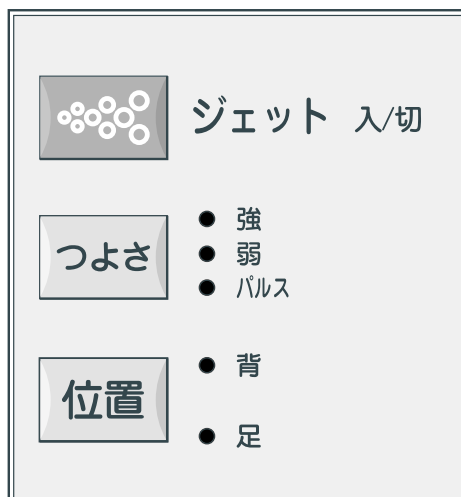 ジェット 入/切
つよさ
強
弱
パルス
位置
背
足